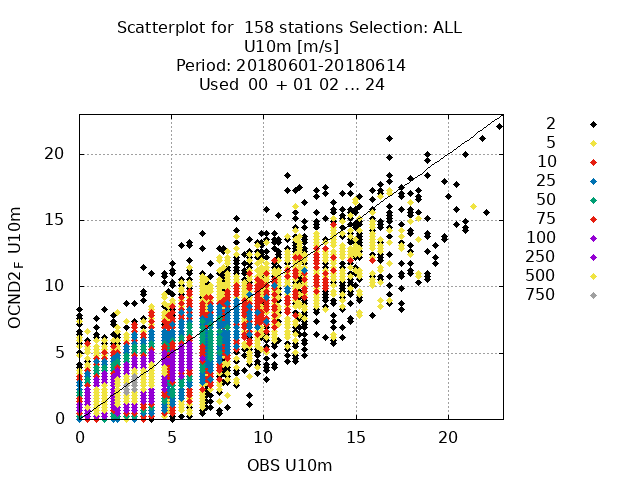 Scatterplot for  158 stations Selection: ALL
U10m [m/s]
Period: 20180601-20180614
Used  00 + 01 02 ... 24
OCND2_F U10m
20
15
10
5
0
0 5 10 15 20
OBS U10m
2
5
10
25
50
75
100
250
500
750